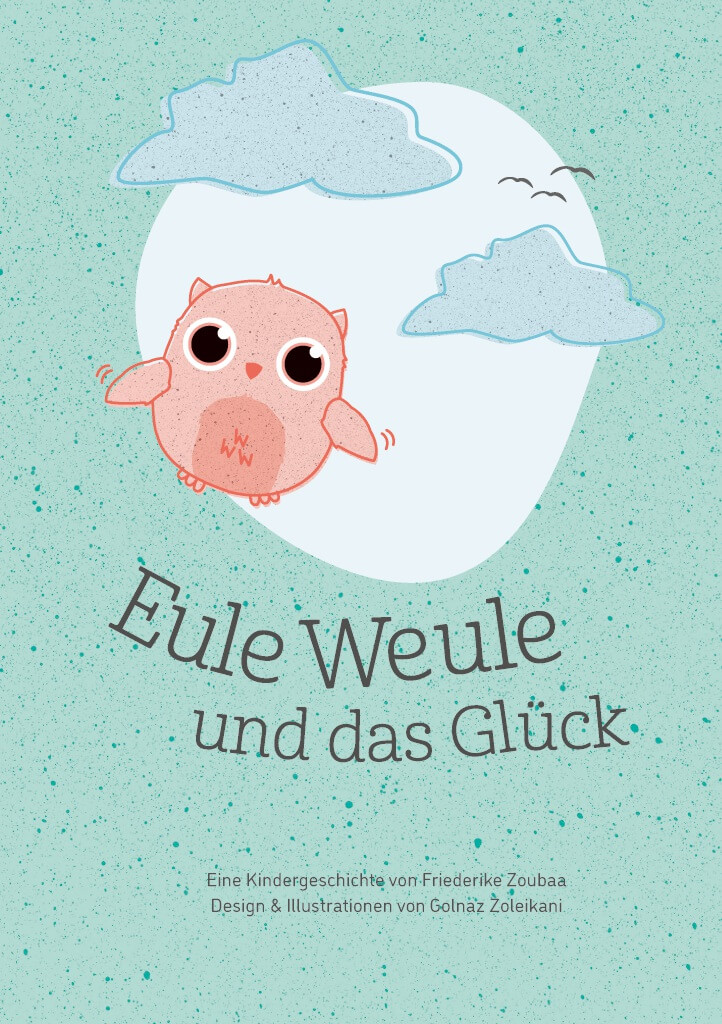 Eule Weule
und das Glück
Eine Kindergeschichte von Friederike Zoubaa
Design & Illustrationen von Golnaz Zoleikani